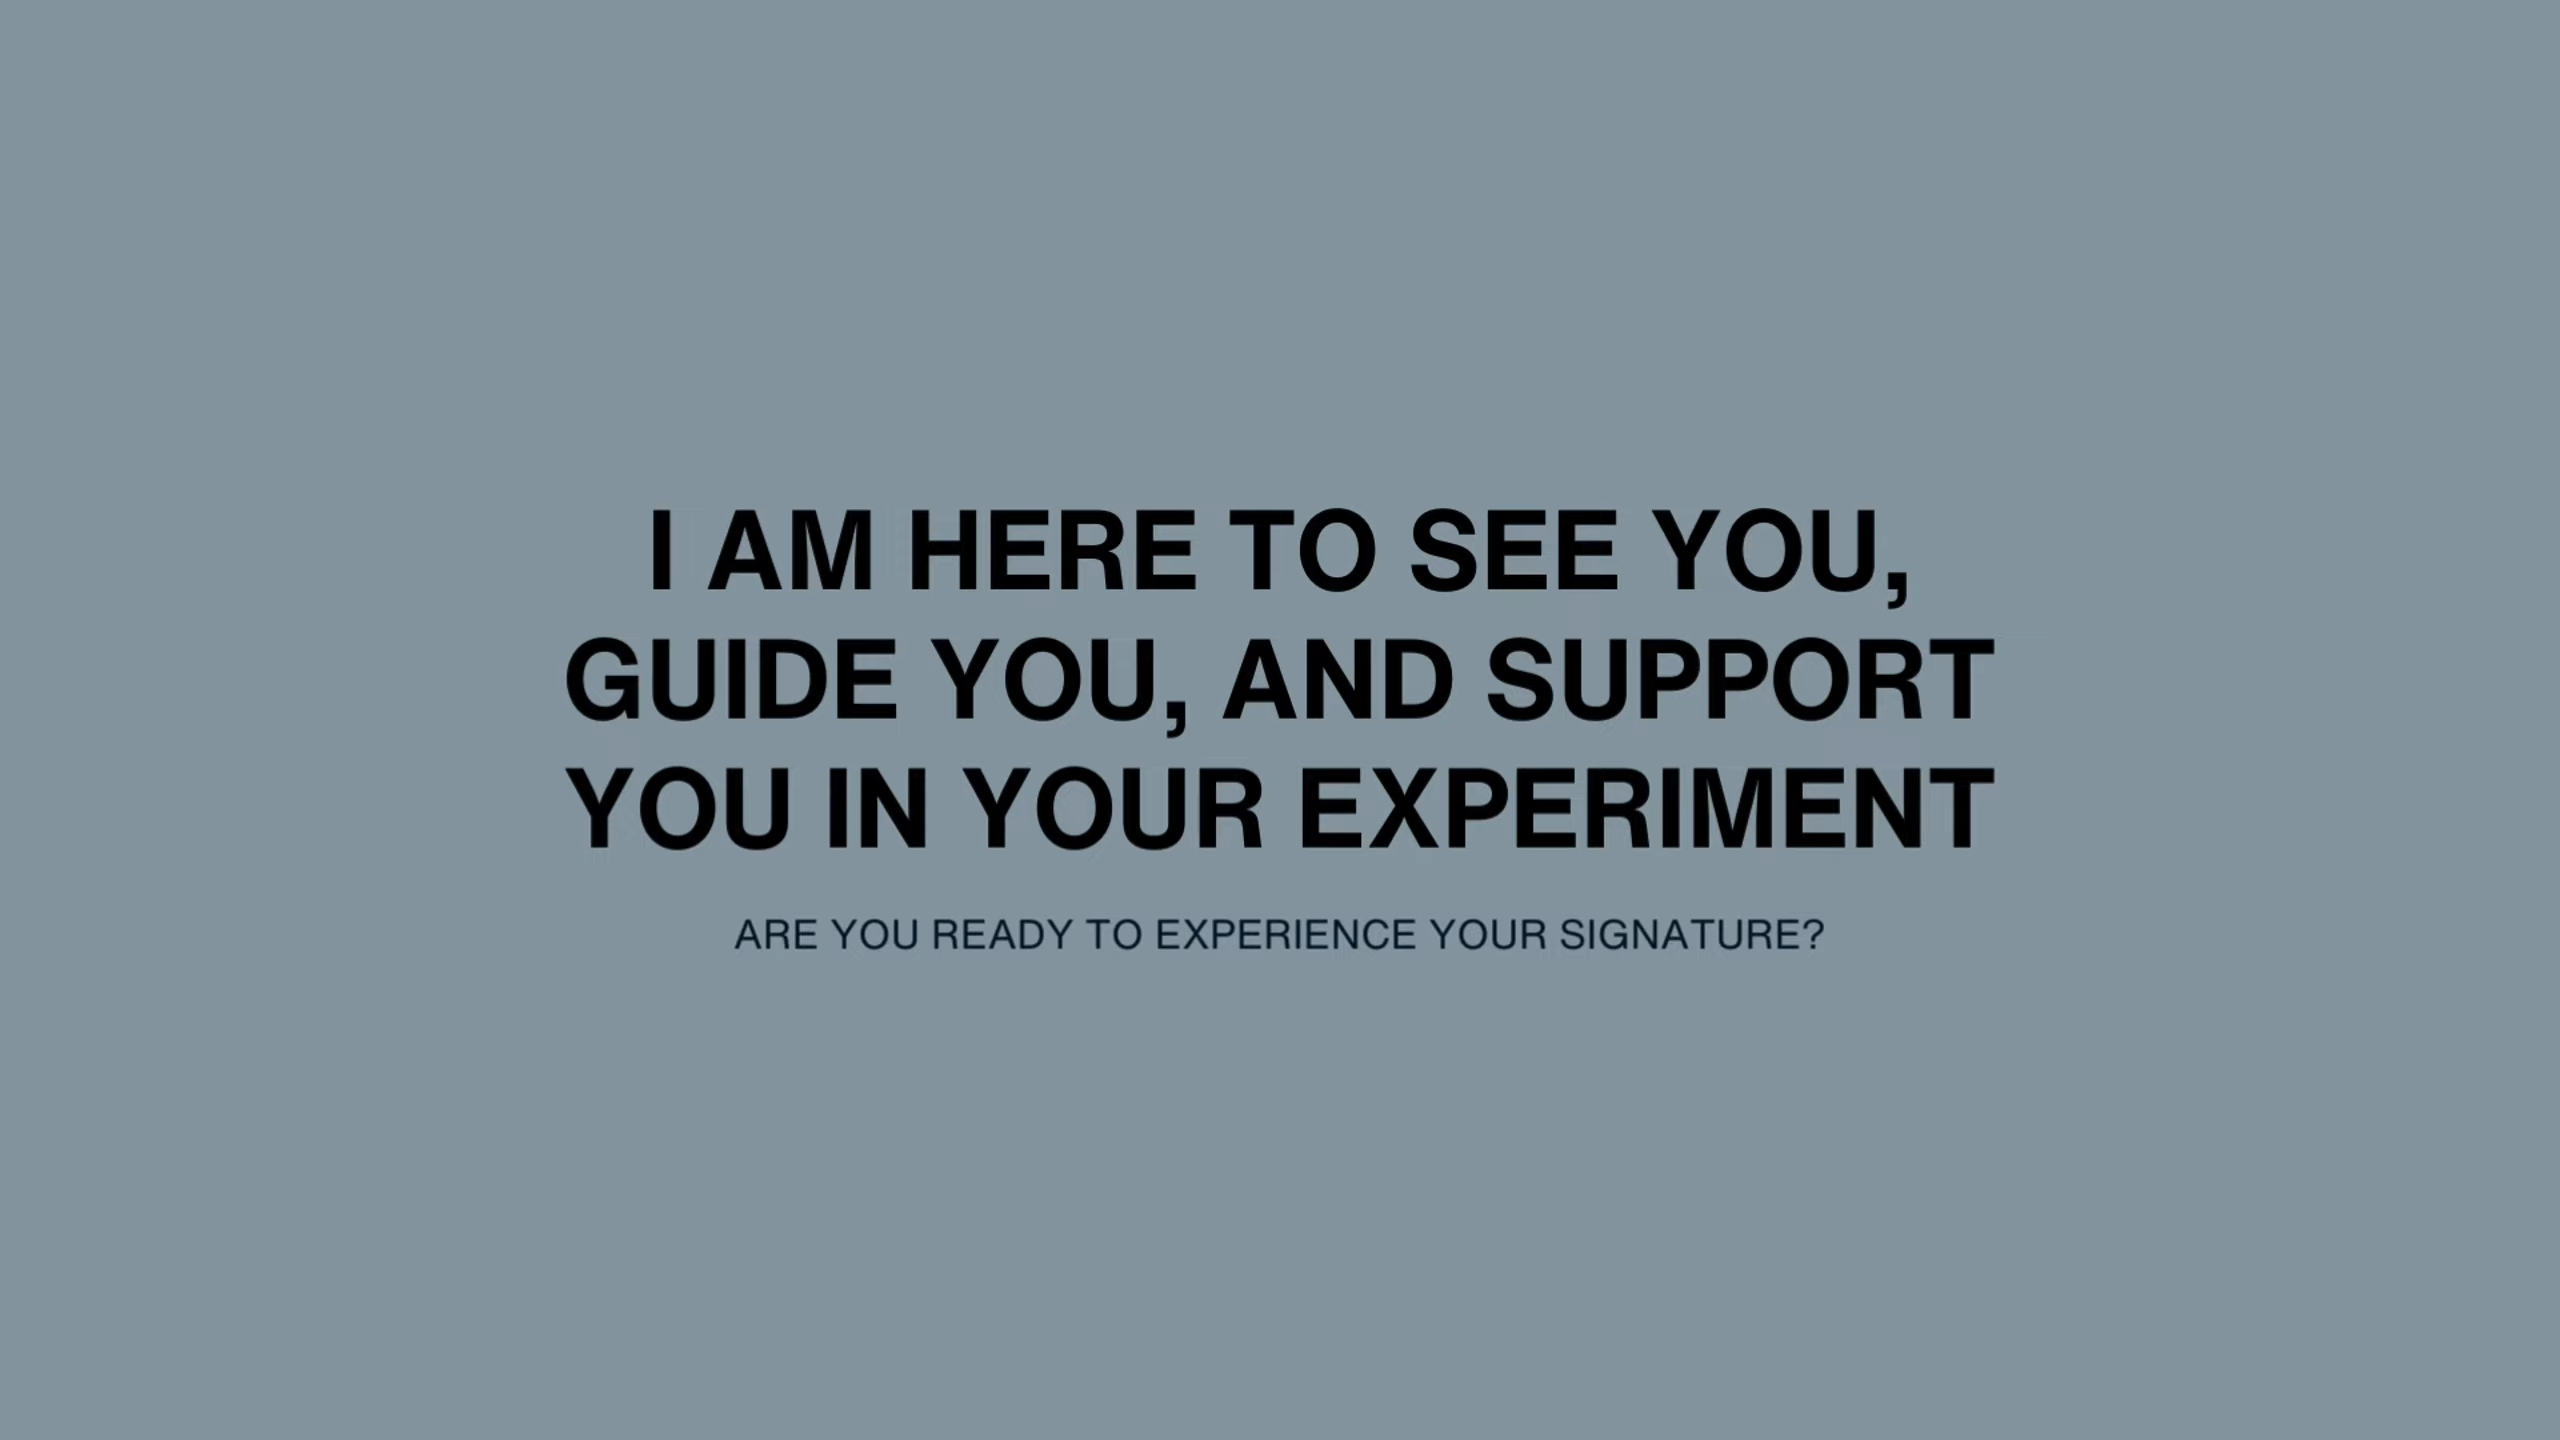 I AM HERE TO SEE YOU,
GUIDE YOU, AND SUPPORT
YOU IN YOUR EXPERIMENT
ARE YOU READY TO EXPERIENCE YOUR SIGNATURE?